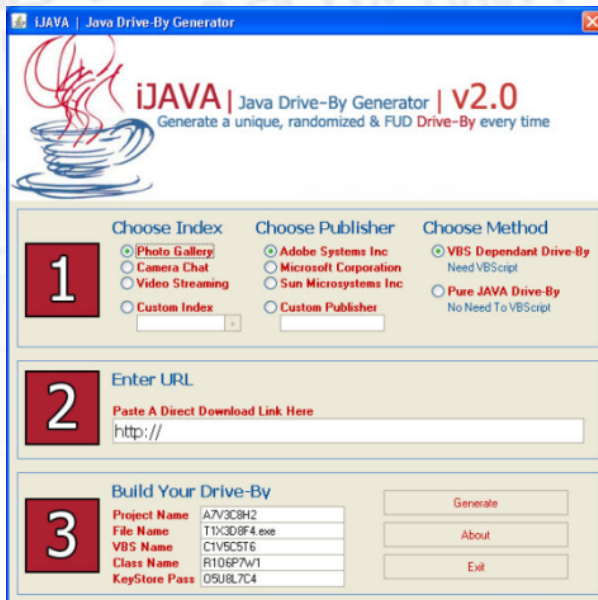 iJAVA | Java Drive-By Generator
iJAVA | Java Drive-By Generator | v2.0
Generate a unique, randomized & FUD Drive-By every time
1
Choose Index
Photo Gallery
Camera Chat
Video Streaming
Custom Index
+
Choose Publisher
Adobe Systems Inc
Microsoft Corporation
Sun Microsystems Inc
Custom Publisher
Choose Method
VBS Dependant Drive-By
Need VBScript
Pure JAVA Drive-By
No Need To VBScript
2
Enter URL
Paste A Direct Download Link Here
http://
3
Build Your Drive-By
Project Name A7V3C8H2
File Name T1X3D8F4.exe
VBS Name C1V5C5T6
Class Name R1O6P7W1
KeyStore Pass O5U8L7C4
Generate
About
Exit